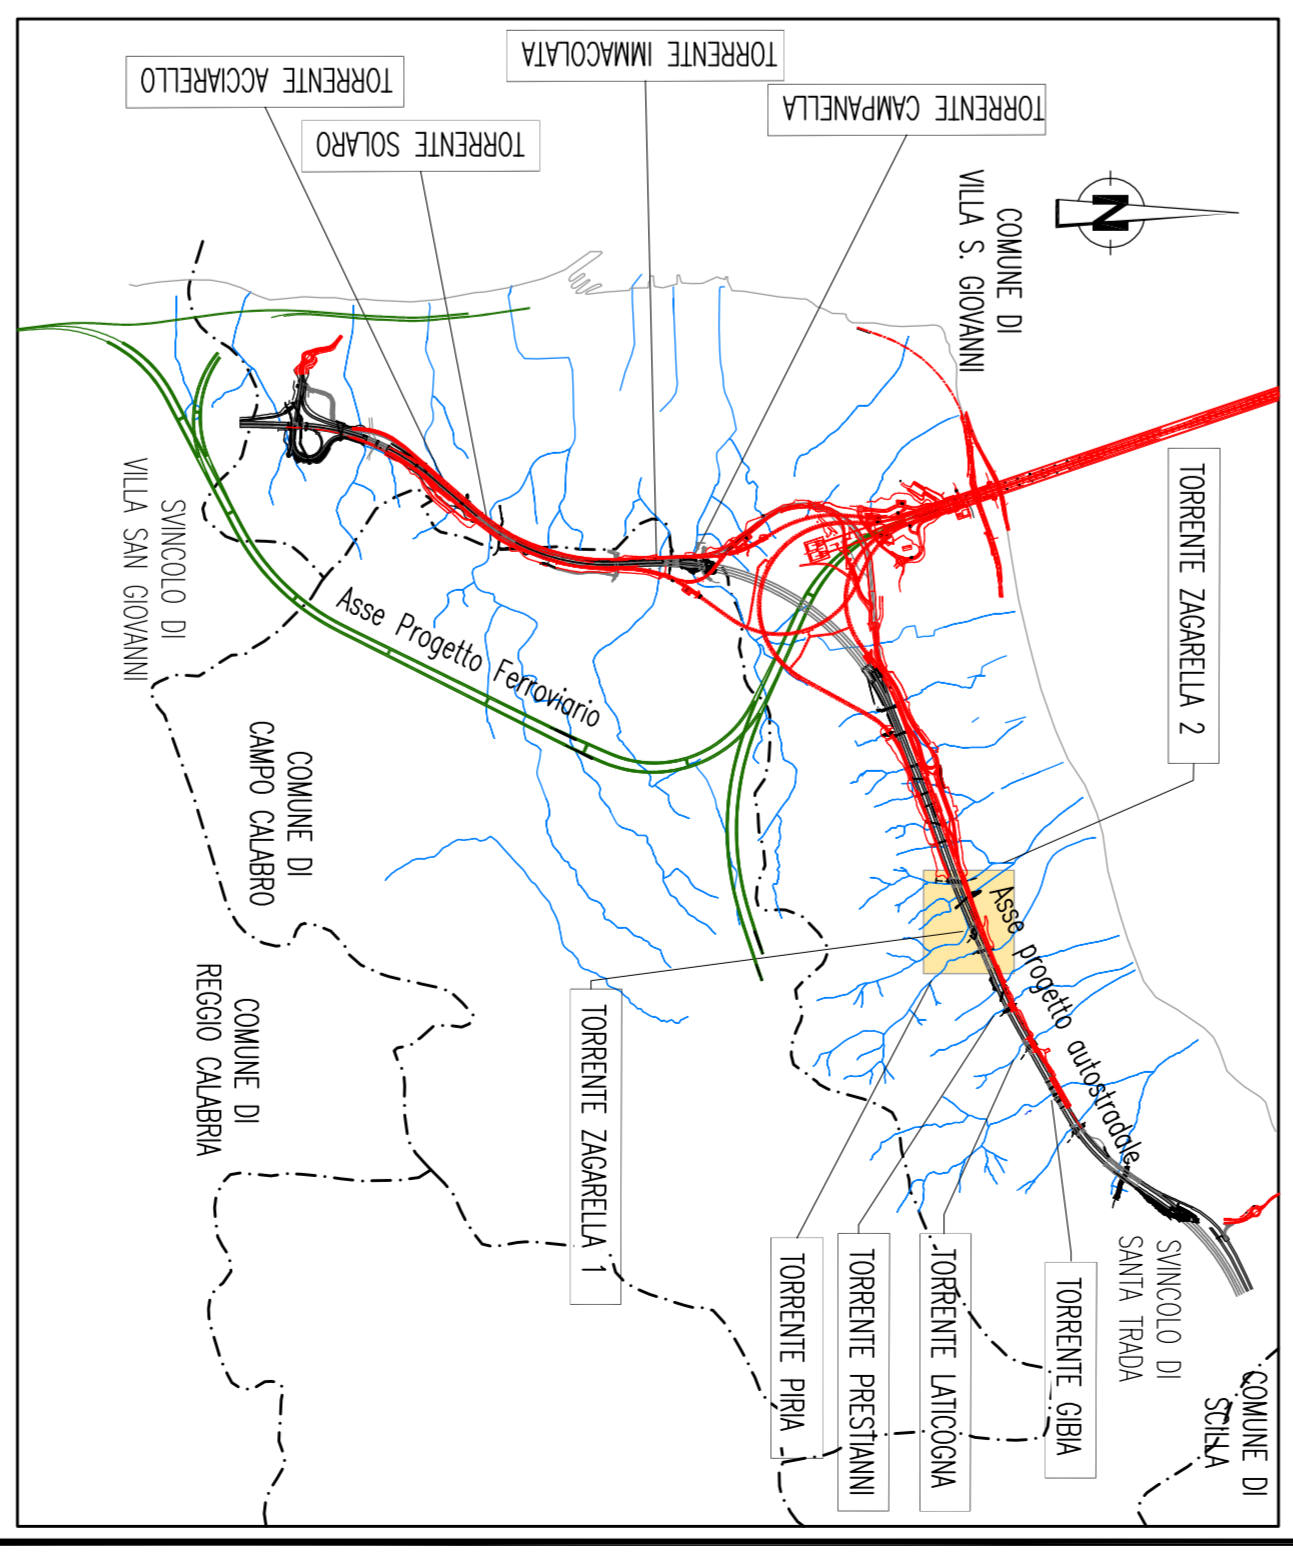 TORRENTE IMMACOLATA
TORRENTE ACCIARELLO
TORRENTE CAMPANELLA
TORRENTE SOLARO
COMUNE DI
VILLA S. GIOVANNI
N
TORRENTE ZAGARELLA 2
SVINCOLO DI
VILLA SAN GIOVANNI
Asse Progetto Ferroviario
COMUNE DI
CAMPO CALABRO
Asse progetto autostradale
COMUNE DI
REGGIO CALABRIA
TORRENTE ZAGARELLA 1
TORRENTE PIRIA
TORRENTE PRESTIANNI
TORRENTE LATICOGNA
TORRENTE GIBIA
SVINCOLO DI
SANTA TRADA
COMUNE DI
SCILLA